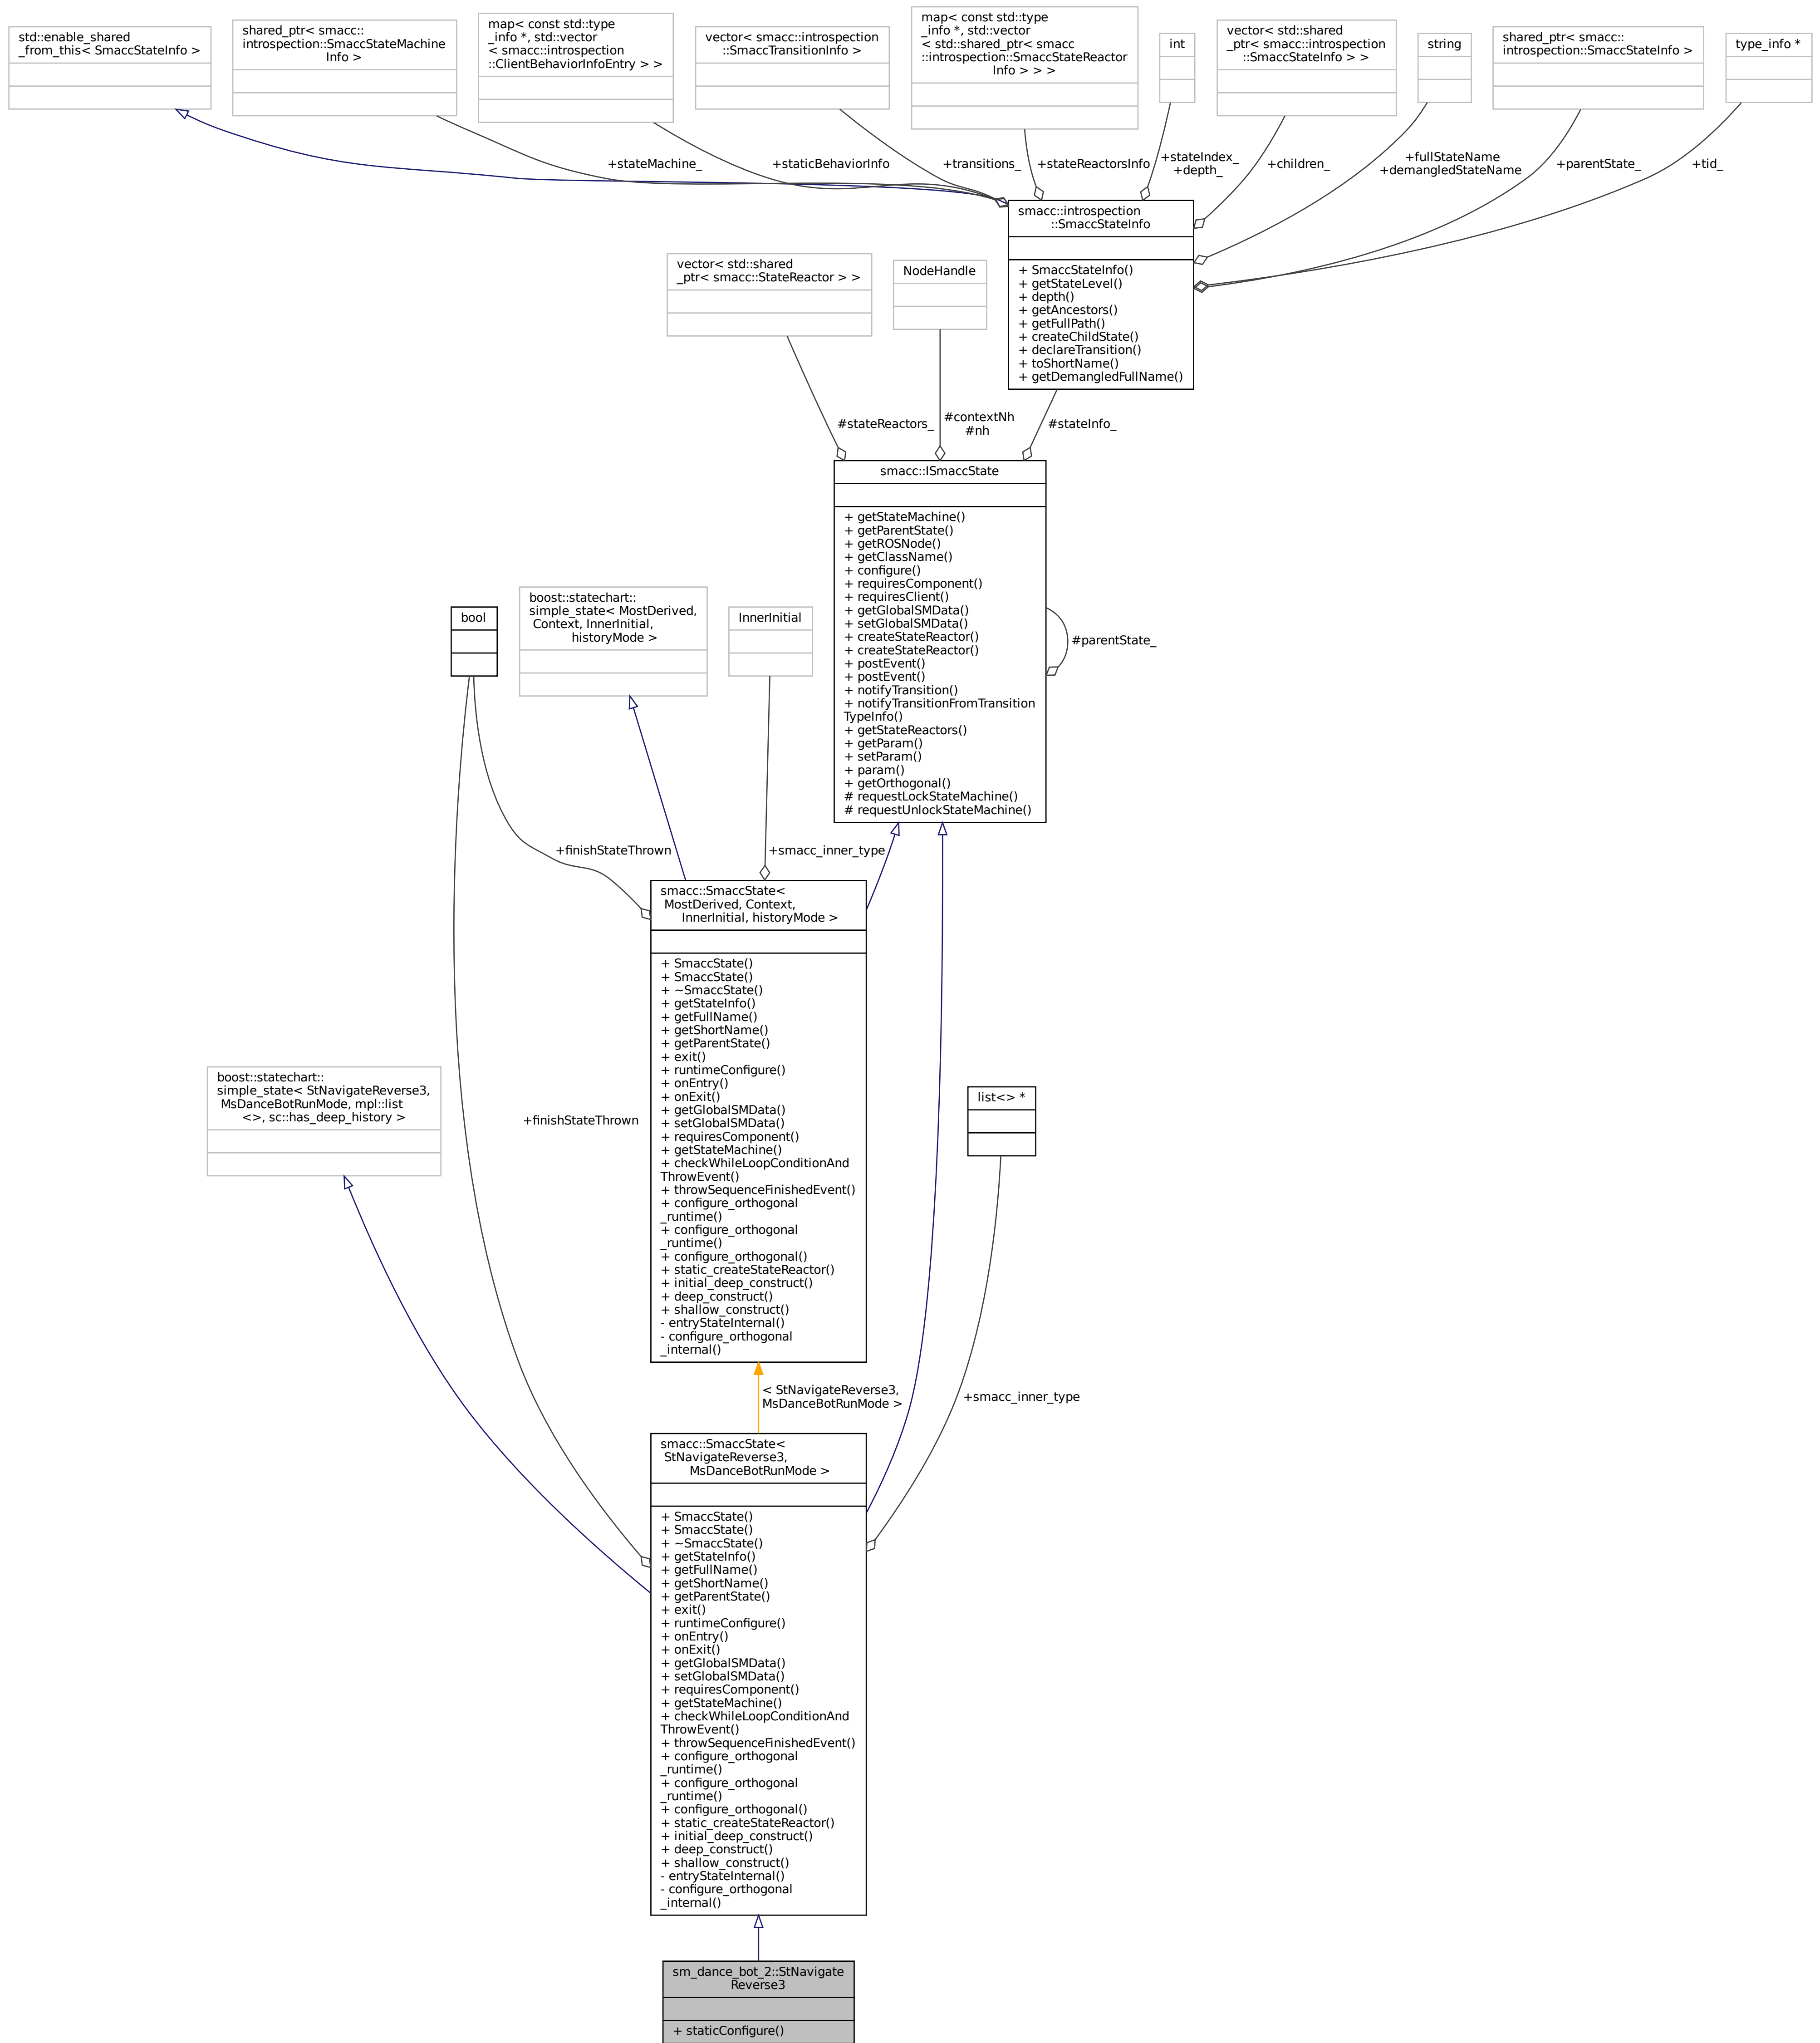 std::enable_shared
_from_this< SmaccStateInfo >
shared_ptr< smacc::
introspection::SmaccStateMachine
Info >
map< const std::type
_info *, std::vector
< smacc::introspection
::ClientBehaviorInfoEntry > >
vector< smacc::introspection
::SmaccTransitionInfo >
map< const std::type
_info *, std::vector
< std::shared_ptr< smacc
::introspection::SmaccStateReactor
Info > > >
int
vector< std::shared
_ptr< smacc::introspection
::SmaccStateInfo > >
string
shared_ptr< smacc::
introspection::SmaccStateInfo >
type_info *
+stateMachine_
+staticBehaviorInfo
+transitions_
+stateReactorsInfo
+stateIndex_
+depth_
+children_
+fullStateName
+demangledStateName
+parentState_
+tid_
smacc::introspection
::SmaccStateInfo
+ SmaccStateInfo()
+ getStateLevel()
+ depth()
+ getAncestors()
+ getFullPath()
+ createChildState()
+ declareTransition()
+ toShortName()
+ getDemangledFullName()
vector< std::shared
_ptr< smacc::StateReactor > >
NodeHandle
#stateReactors_
#contextNh
#nh
#stateInfo_
smacc::ISmaccState
+ getStateMachine()
+ getParentState()
+ getROSNode()
+ getClassName()
+ configure()
+ requiresComponent()
+ requiresClient()
+ getGlobalSMData()
+ setGlobalSMData()
+ createStateReactor()
+ createStateReactor()
+ postEvent()
+ postEvent()
+ notifyTransition()
+ notifyTransitionFromTransition
TypeInfo()
+ getStateReactors()
+ getParam()
+ setParam()
+ param()
+ getOrthogonal()
# requestLockStateMachine()
# requestUnlockStateMachine()
#parentState_
bool
boost::statechart::
simple_state< MostDerived,
Context, InnerInitial,
historyMode >
InnerInitial
+finishStateThrown
+smacc_inner_type
smacc::SmaccState<
MostDerived, Context,
InnerInitial, historyMode >
+ SmaccState()
+ SmaccState()
+ ~SmaccState()
+ getStateInfo()
+ getFullName()
+ getShortName()
+ getParentState()
+ exit()
+ runtimeConfigure()
+ onEntry()
+ onExit()
+ getGlobalSMData()
+ setGlobalSMData()
+ requiresComponent()
+ getStateMachine()
+ checkWhileLoopConditionAnd
ThrowEvent()
+ throwSequenceFinishedEvent()
+ configure_orthogonal
_runtime()
+ configure_orthogonal
_runtime()
+ configure_orthogonal()
+ static_createStateReactor()
+ initial_deep_construct()
+ deep_construct()
+ shallow_construct()
- entryStateInternal()
- configure_orthogonal
_internal()
boost::statechart::
simple_state< StNavigateReverse3,
MsDanceBotRunMode, mpl::list
<>, sc::has_deep_history >
+finishStateThrown
list<> *
< StNavigateReverse3,
MsDanceBotRunMode >
+smacc_inner_type
smacc::SmaccState<
StNavigateReverse3,
MsDanceBotRunMode >
+ SmaccState()
+ SmaccState()
+ ~SmaccState()
+ getStateInfo()
+ getFullName()
+ getShortName()
+ getParentState()
+ exit()
+ runtimeConfigure()
+ onEntry()
+ onExit()
+ getGlobalSMData()
+ setGlobalSMData()
+ requiresComponent()
+ getStateMachine()
+ checkWhileLoopConditionAnd
ThrowEvent()
+ throwSequenceFinishedEvent()
+ configure_orthogonal
_runtime()
+ configure_orthogonal
_runtime()
+ configure_orthogonal()
+ static_createStateReactor()
+ initial_deep_construct()
+ deep_construct()
+ shallow_construct()
- entryStateInternal()
- configure_orthogonal
_internal()
sm_dance_bot_2::StNavigate
Reverse3
+ staticConfigure()